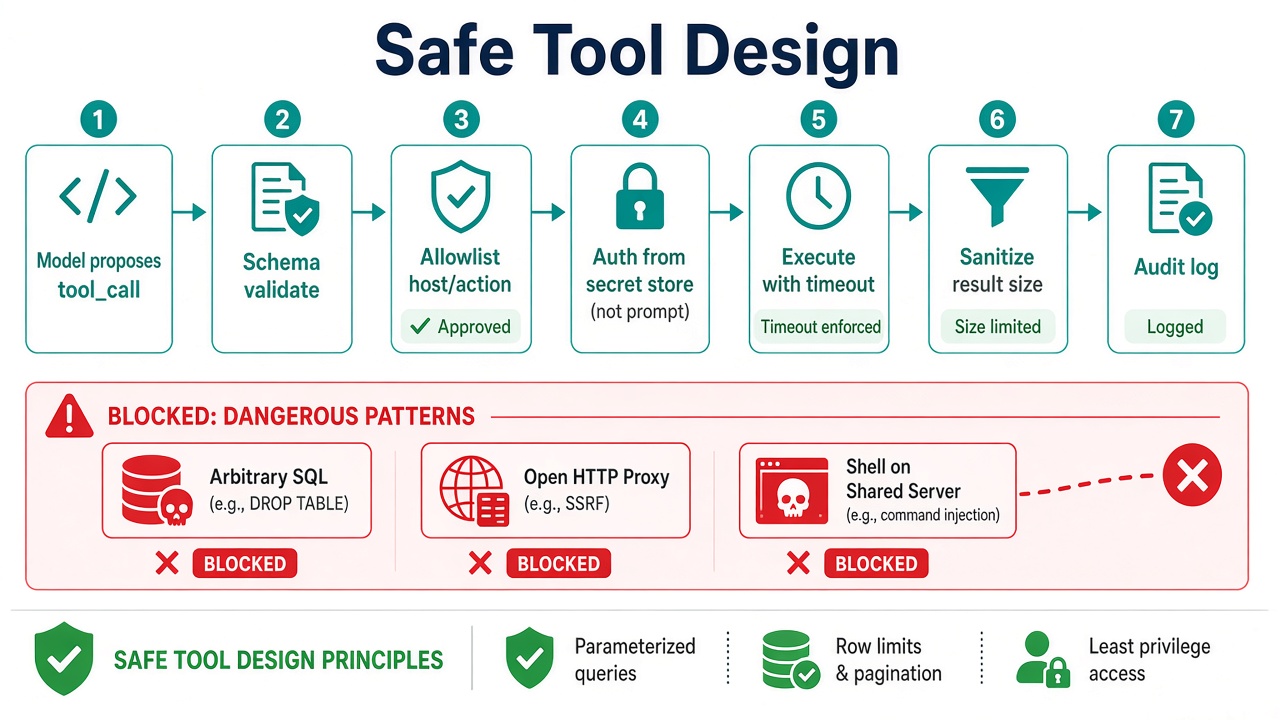 Safe Tool Design
1
2
3
4
5
6
7
Model proposes
tool_call
Schema
validate
Allowlist
host/action
Approved
Auth from
secret store
(not prompt)
Execute
with timeout
Timeout enforced
Sanitize
result size
Size limited
Audit log
Logged
BLOCKED: DANGEROUS PATTERNS
Arbitrary SQL
(e.g., DROP TABLE)
BLOCKED
Open HTTP Proxy
(e.g., SSRF)
BLOCKED
Shell on
Shared Server
(e.g., command injection)
BLOCKED
SAFE TOOL DESIGN PRINCIPLES
Parameterized
queries
Row limits
& pagination
Least privilege
access